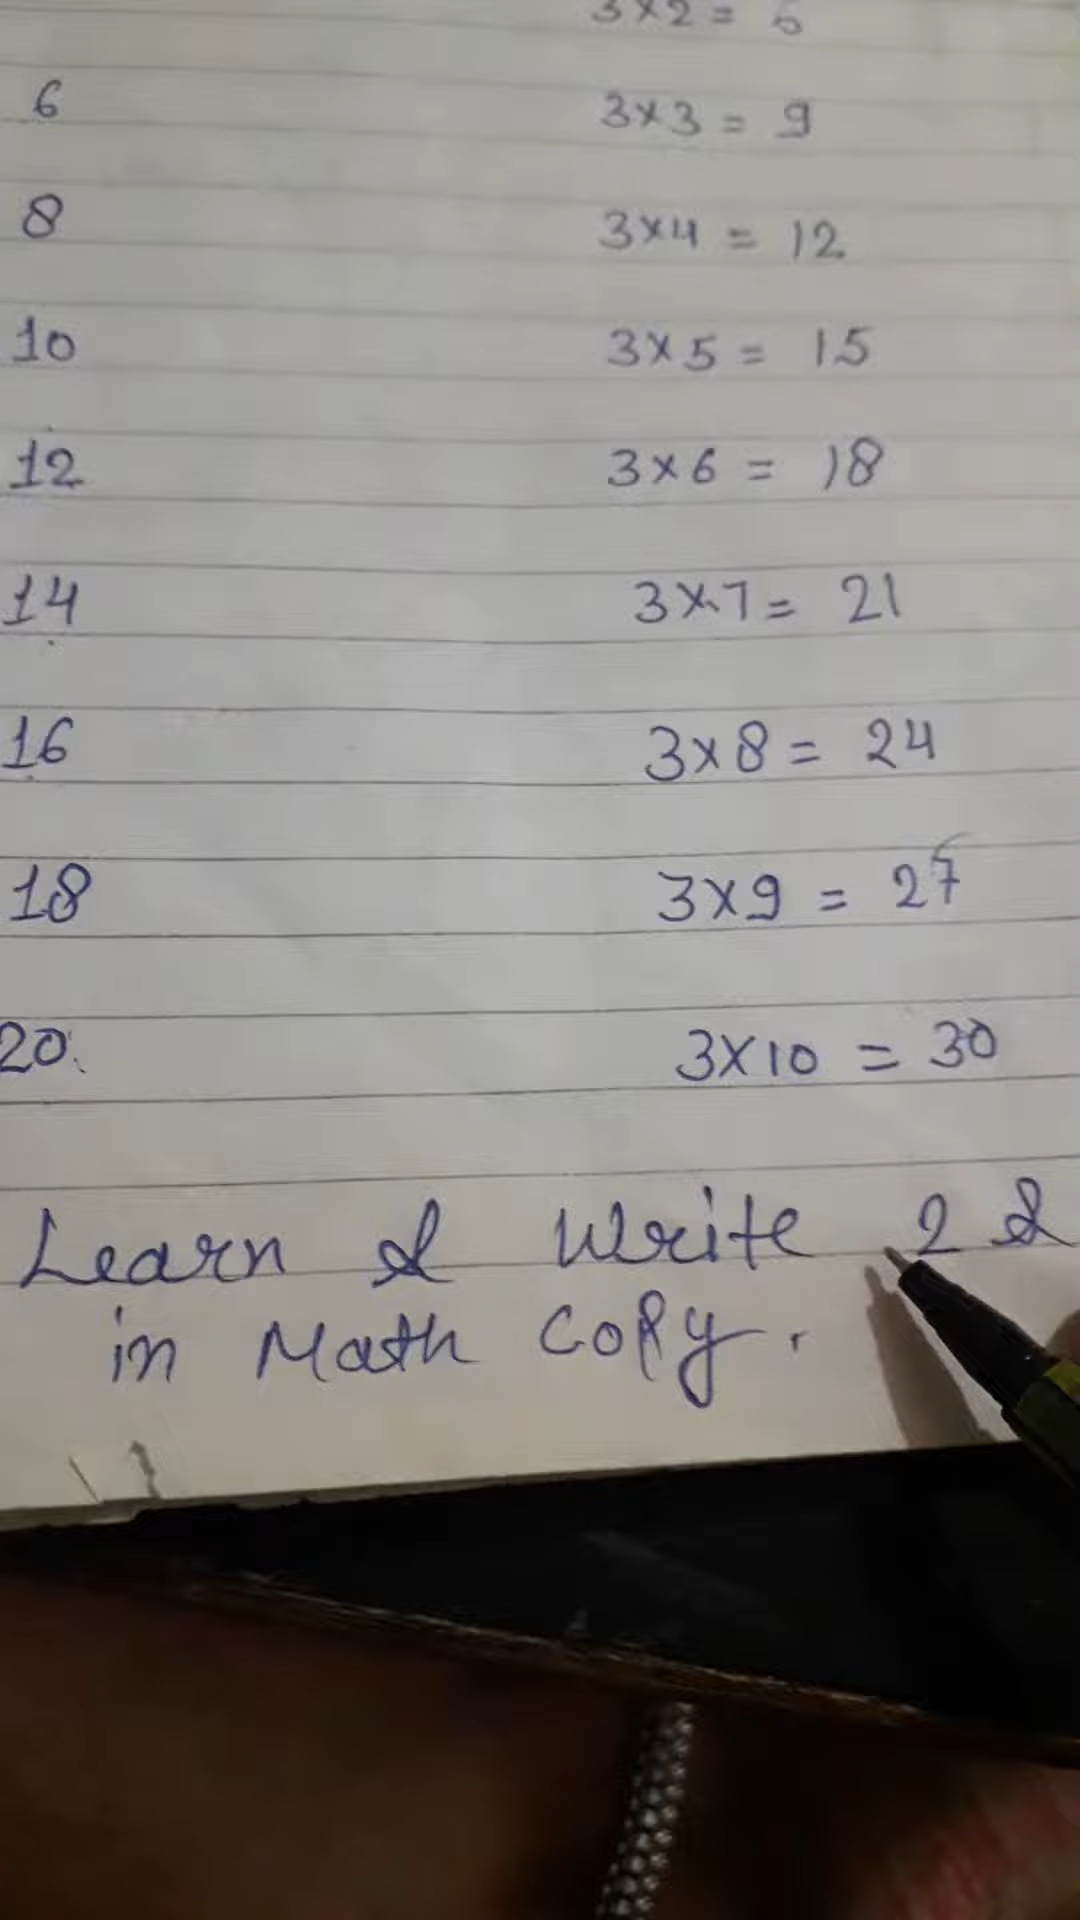 3×2 = 6
6 3×3 = 9
8 3×4 = 12
10 3×5 = 15
12 3×6 = 18
14 3×7 = 21
16 3×8 = 24
18 3×9 = 27
20. 3×10 = 30
Learn & Write 2 &
in Math Copy.